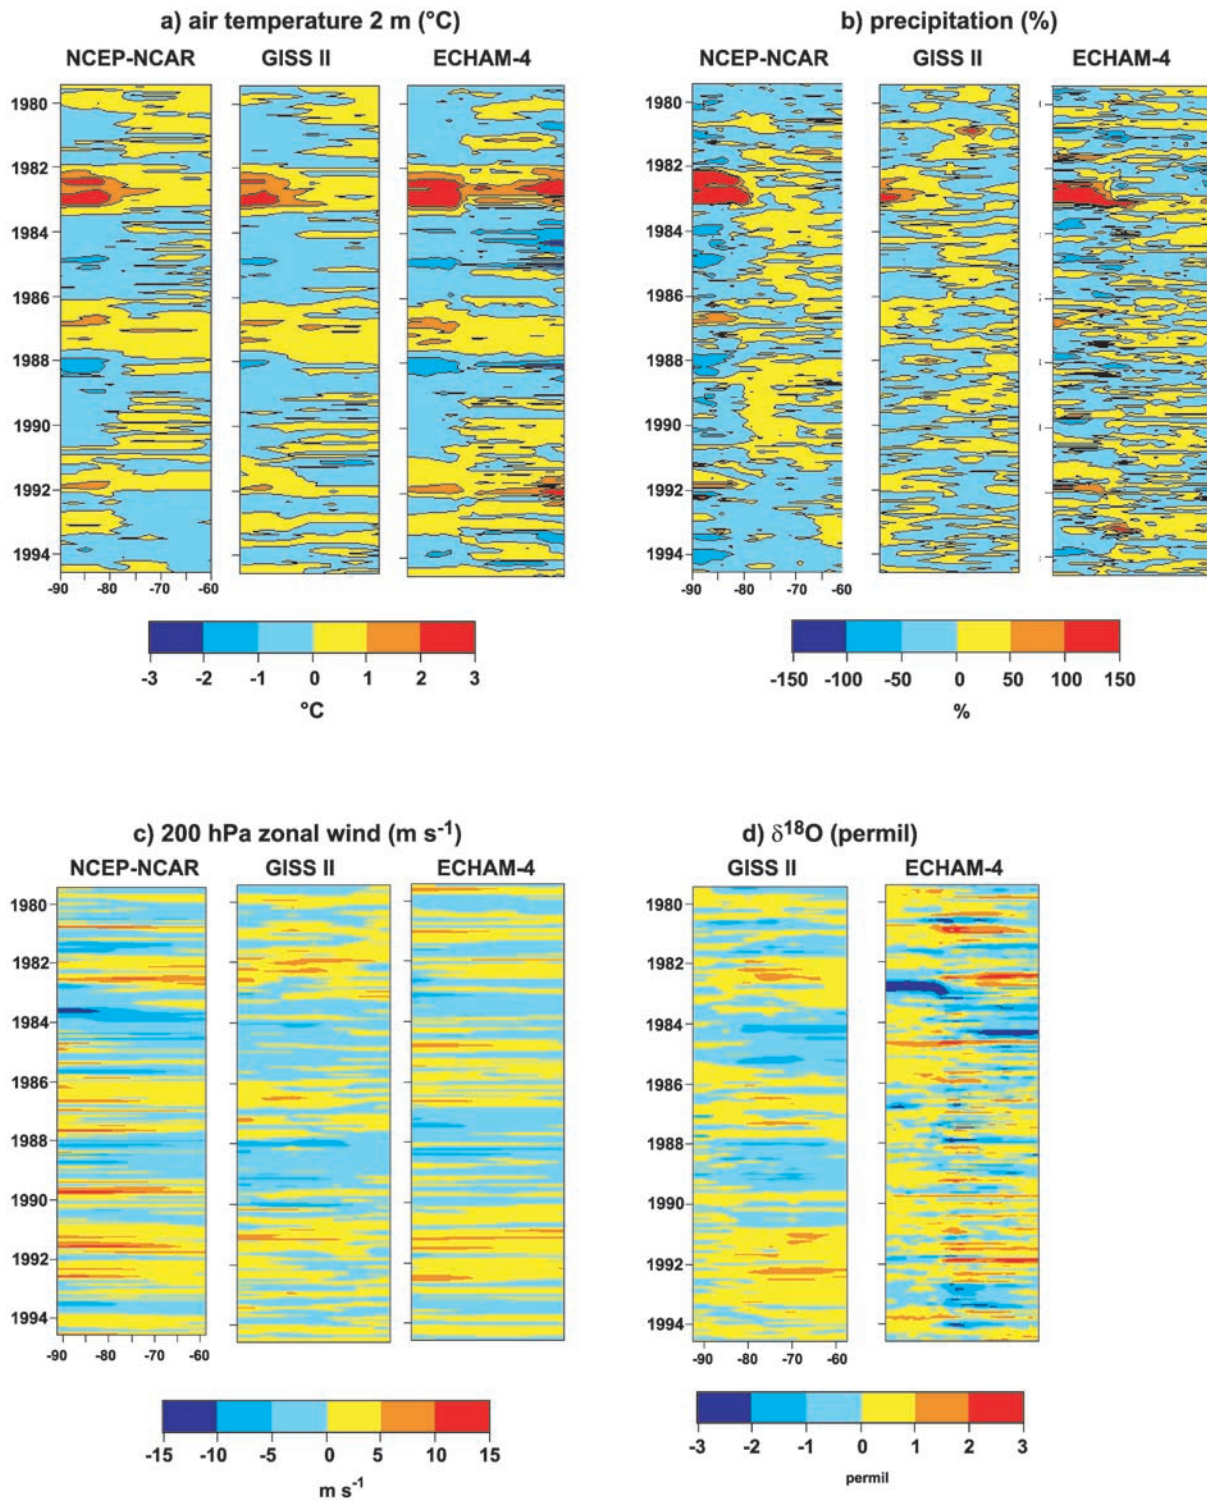 a) air temperature 2 m (°C)
NCEP-NCAR GISS II ECHAM-4
1980
1982
1984
1986
1988
1990
1992
1994
-90 -80 -70 -60
-3 -2 -1 0 1 2 3
°C
b) precipitation (%)
NCEP-NCAR GISS II ECHAM-4
1980
1982
1984
1986
1988
1990
1992
1994
-90 -80 -70 -60
-150 -100 -50 0 50 100 150
%
c) 200 hPa zonal wind (m s-1)
NCEP-NCAR GISS II ECHAM-4
1980
1982
1984
1986
1988
1990
1992
1994
-90 -80 -70 -60
-15 -10 -5 0 5 10 15
m s-1
d) δ18O (permil)
GISS II ECHAM-4
1980
1982
1984
1986
1988
1990
1992
1994
-90 -80 -70 -60
-3 -2 -1 0 1 2 3
permil